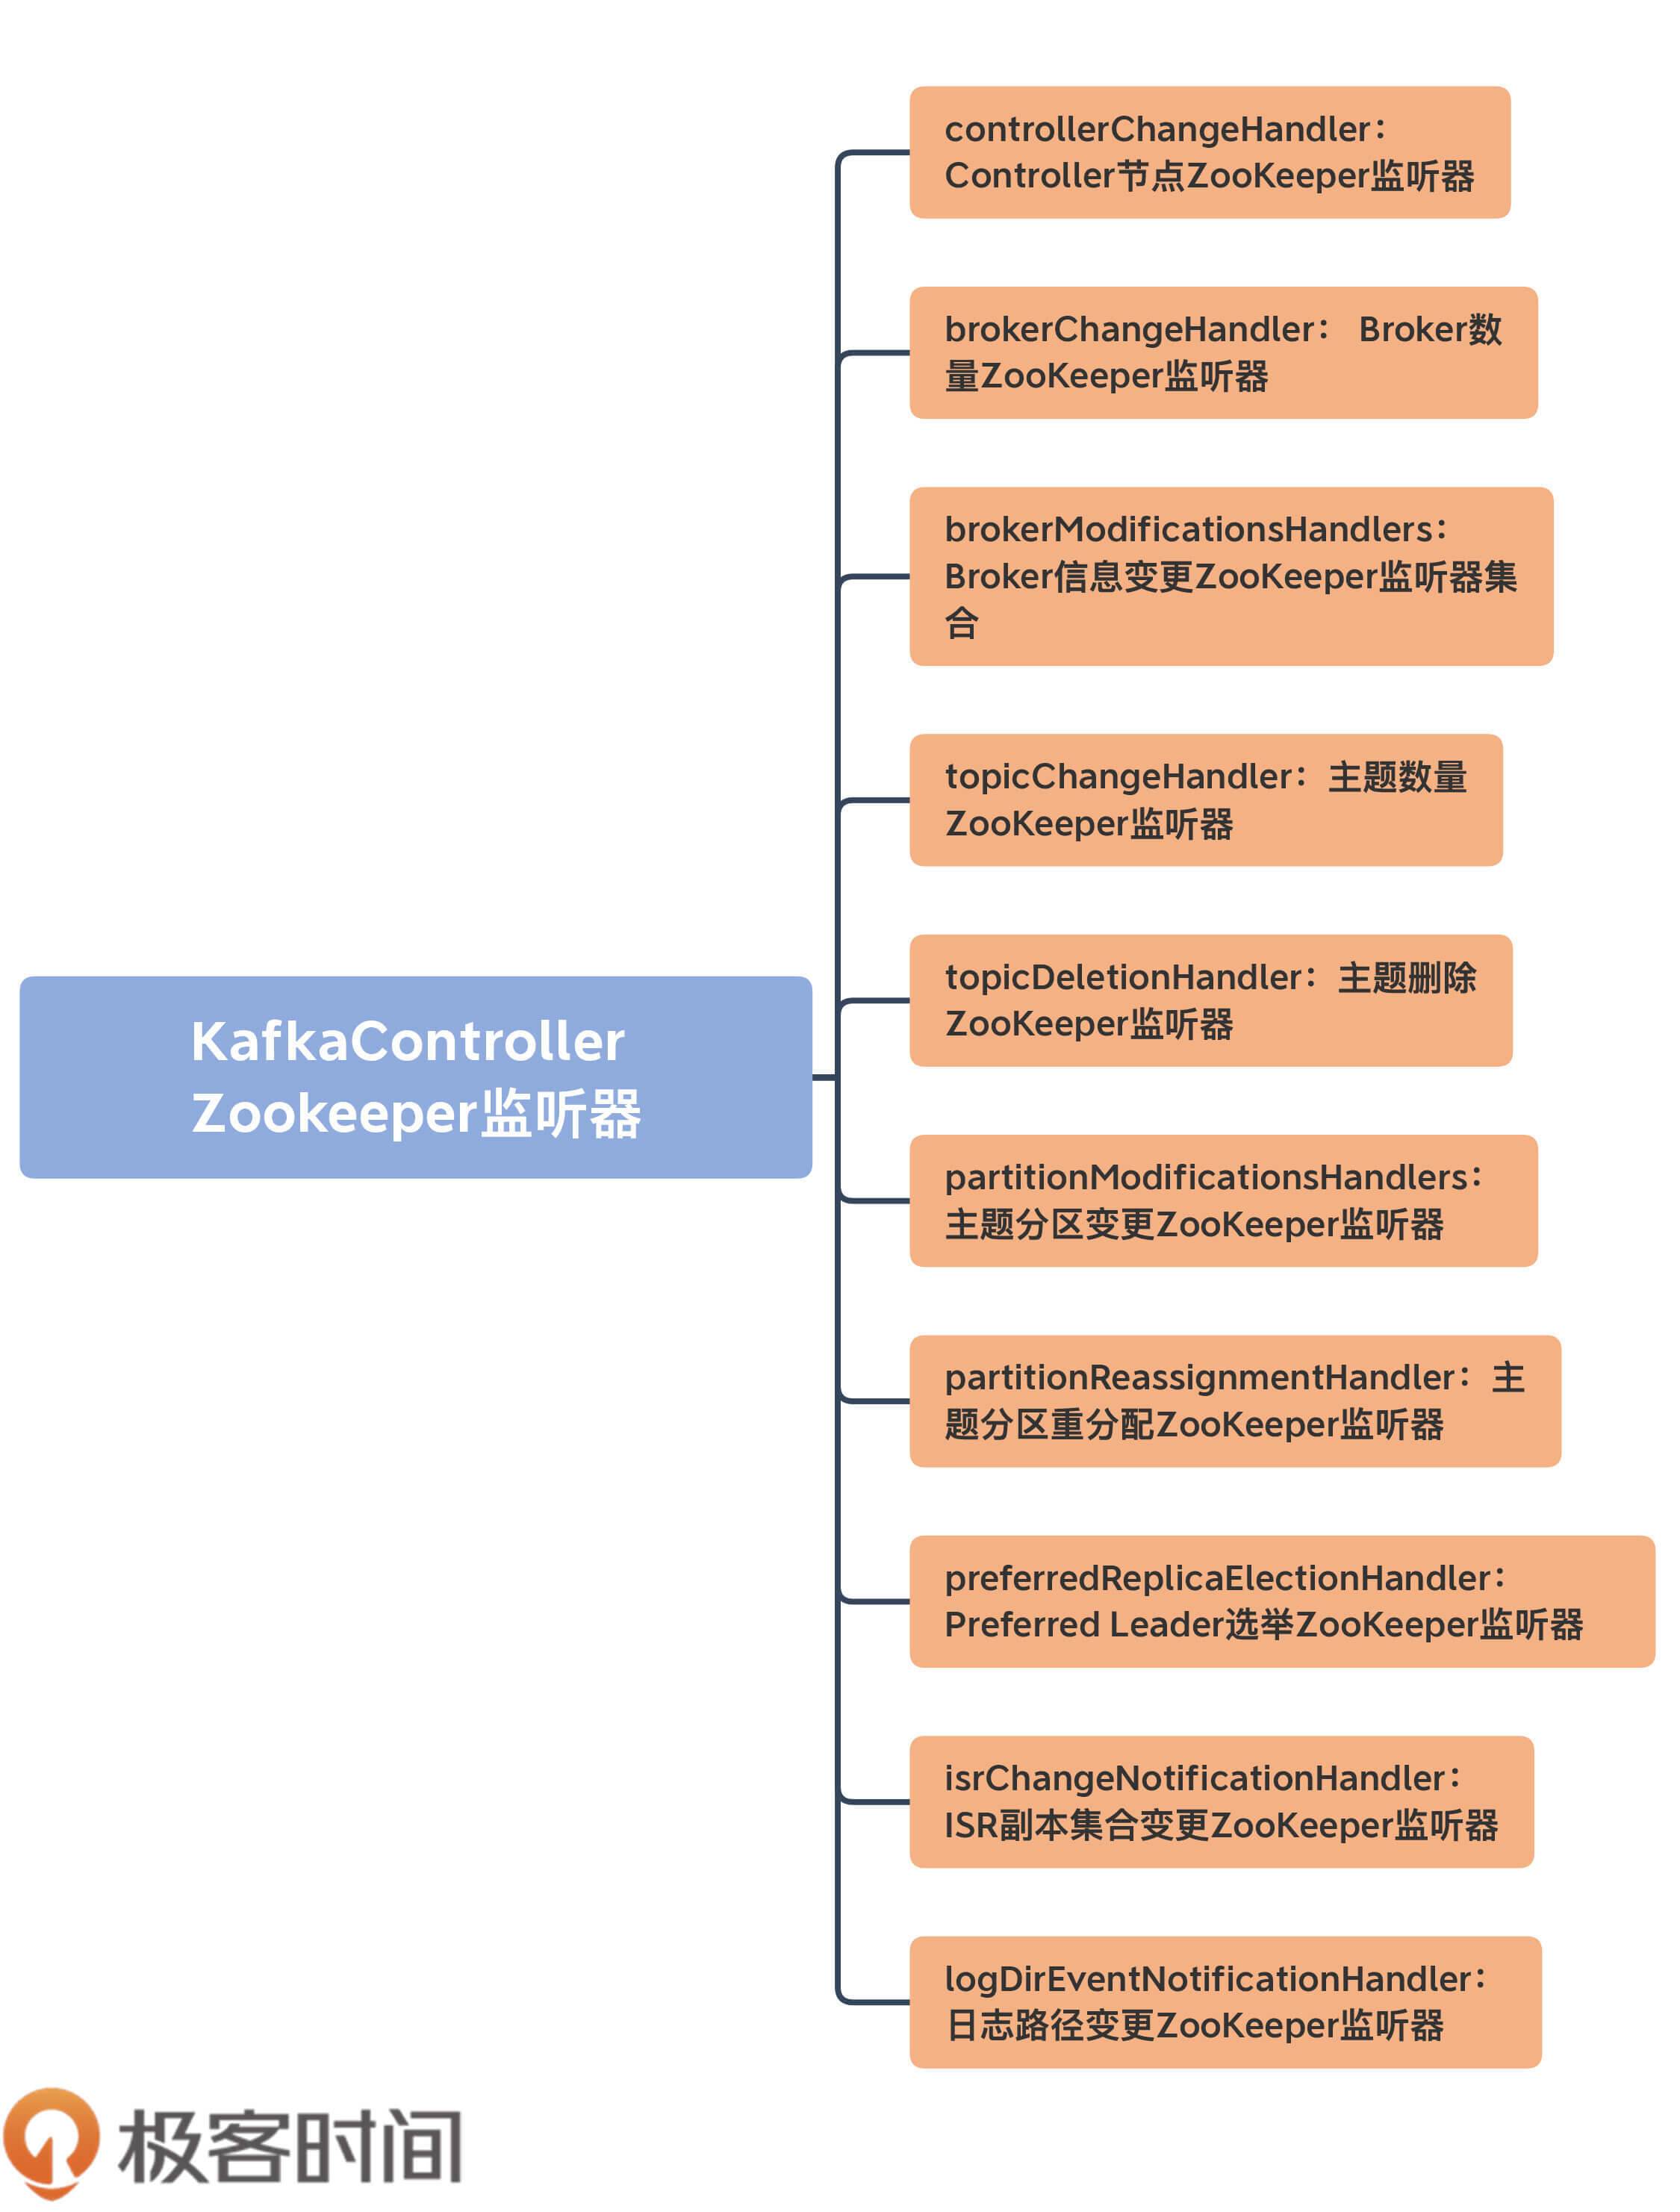 controllerChangeHandler：
Controller节点ZooKeeper监听器
brokerChangeHandler： Broker数
量ZooKeeper监听器
brokerModificationsHandlers：
Broker信息变更ZooKeeper监听器集
合
topicChangeHandler：主题数量
ZooKeeper监听器
topicDeletionHandler：主题删除
ZooKeeper监听器
KafkaController
Zookeeper监听器
partitionModificationsHandlers：
主题分区变更ZooKeeper监听器
partitionReassignmentHandler：主
题分区重分配ZooKeeper监听器
preferredReplicaElectionHandler：
Preferred Leader选举ZooKeeper监听器
isrChangeNotificationHandler：
ISR副本集合变更ZooKeeper监听器
logDirEventNotificationHandler：
日志路径变更ZooKeeper监听器
极客时间